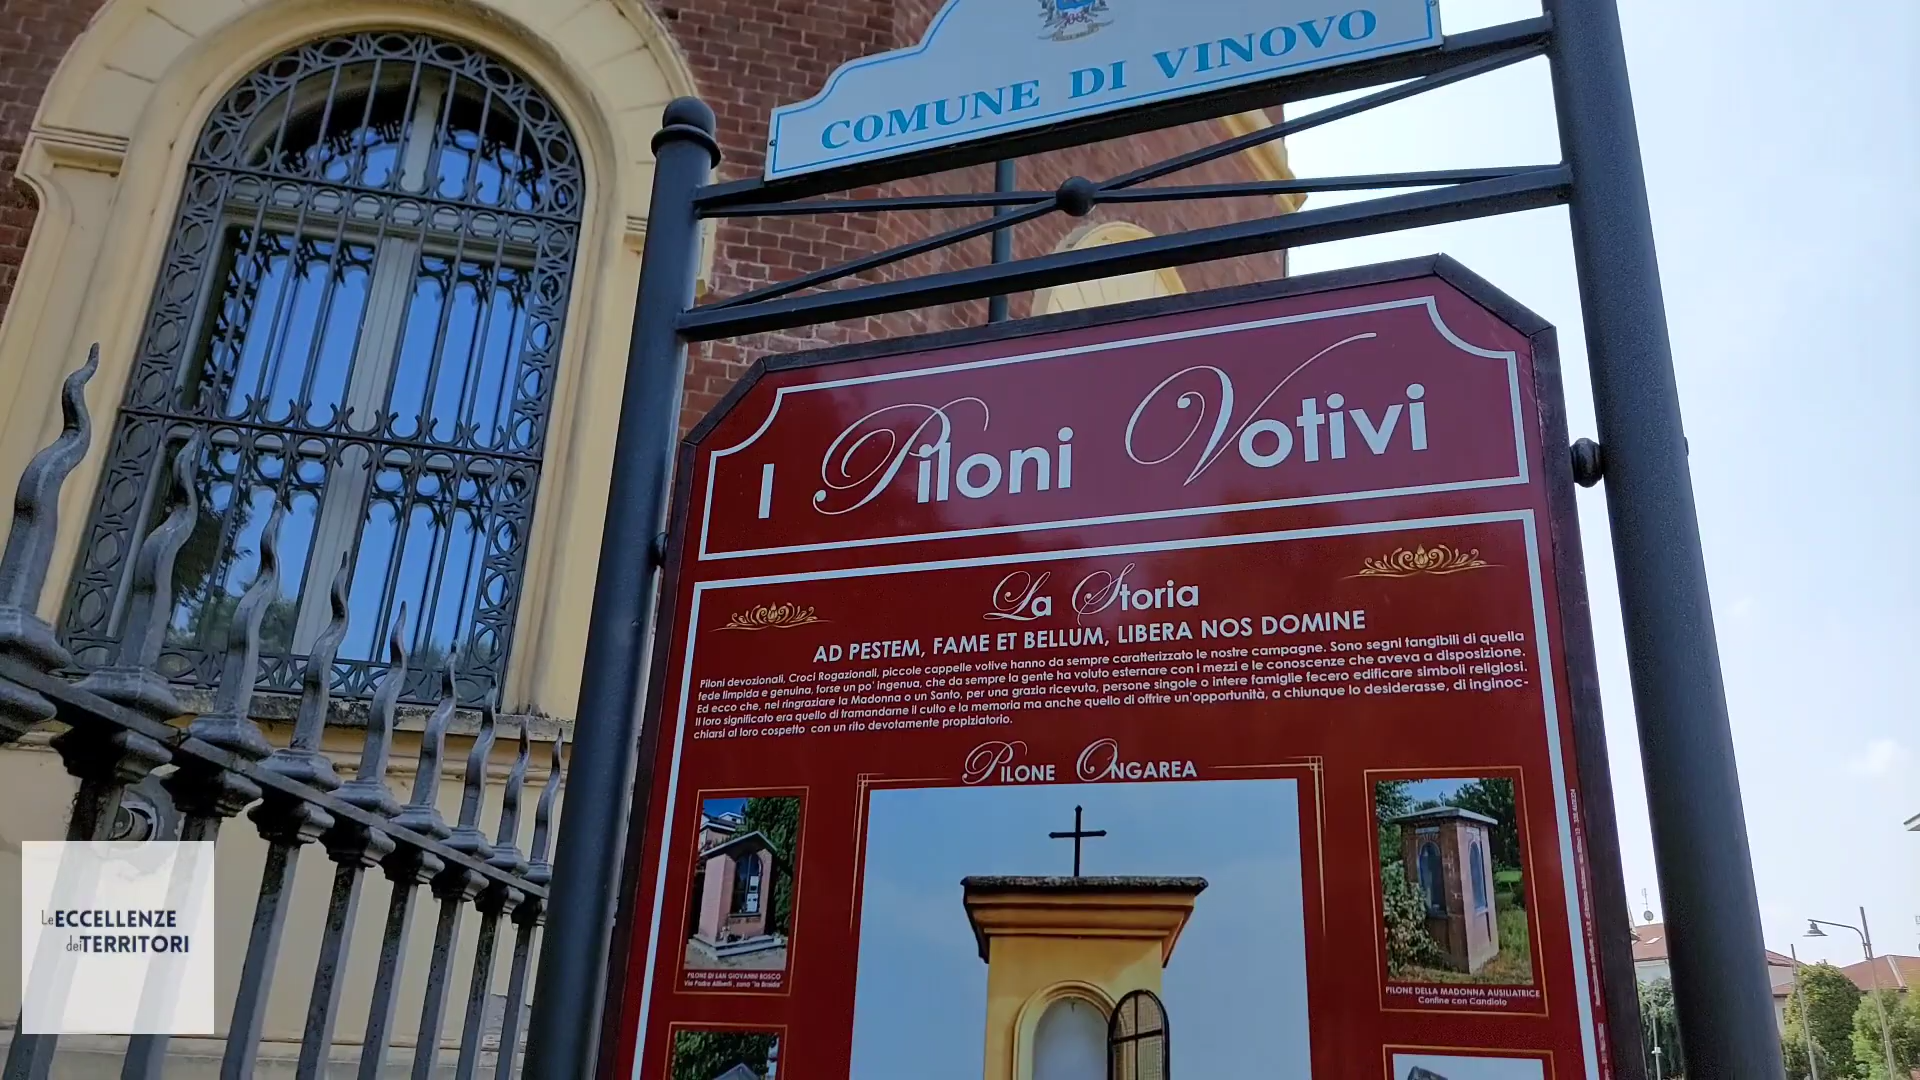 COMUNE DI VINOVO
I Piloni Votivi
La Storia
AD PESTEM, FAME ET BELLUM, LIBERA NOS DOMINE
Piloni devozionali, Croci Rogazionali, piccole cappelle votive hanno da sempre caratterizzato le nostre campagne. Sono segni tangibili di quella
fede limpida e genuina, forse un po' ingenua, che da sempre la gente ha voluto esternare con i mezzi e le conoscenze che aveva a disposizione.
Ed ecco che, nel ringraziare la Madonna o un Santo, per una grazia ricevuta, persone singole o intere famiglie fecero edificare simboli religiosi.
Il loro significato era quello di tramandarne il culto e la memoria ma anche quello di offrire un'opportunità, a chiunque lo desiderasse, di inginoc-
chiarsi al loro cospetto con un rito devotamente propiziatorio.
PILONE ONGAREA
PILONE DI SAN GIOVANNI BOSCO
Via Padre Aliberti, zona "la Braida"
PILONE DELLA MADONNA AUSILIATRICE
Confine con Candiolo
Le ECCELLENZE
dei TERRITORI